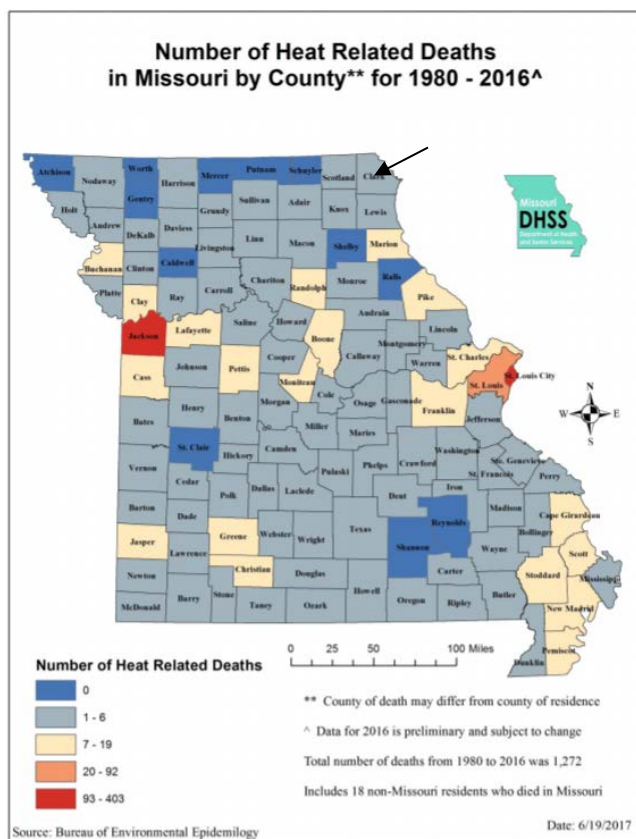 Number of Heat Related Deaths
in Missouri by County** for 1980 - 2016^
Atchison
Nodaway
Worth
Gentry
Harrison
Mercer
Putnam
Schuyler
Scotland
Clark
Holt
Andrew
DeKalb
Daviess
Grundy
Sullivan
Adair
Knox
Lewis
Missouri
DHSS
Department of Health
and Senior Services
Buchanan
Clinton
Caldwell
Livingston
Linn
Macon
Shelby
Marion
Platte
Clay
Ray
Carroll
Chariton
Randolph
Monroe
Ralls
Pike
Jackson
Lafayette
Saline
Howard
Boone
Audrain
Callaway
Montgomery
Lincoln
Warren
St. Charles
St. Louis City
St. Louis
Cass
Johnson
Pettis
Cooper
Moniteau
Cole
Osage
Gasconade
Franklin
Jefferson
N
W
E
S
Bates
Henry
Benton
Morgan
Miller
Maries
St. Clair
Hickory
Camden
Pulaski
Phelps
Crawford
Washington
St. Francois
Ste. Genevieve
Perry
Vernon
Cedar
Polk
Dallas
Laclede
Dent
Iron
Madison
Cape Girardeau
Bollinger
Barton
Dade
Greene
Webster
Wright
Texas
Shannon
Reynolds
Wayne
Scott
Jasper
Lawrence
Christian
Douglas
Howell
Carter
Stoddard
Mississippi
Newton
McDonald
Barry
Stone
Taney
Ozark
Oregon
Ripley
Butler
New Madrid
Pemiscot
Dunklin
0 25 50 100 Miles
Number of Heat Related Deaths
0
1 - 6
7 - 19
20 - 92
93 - 403
** County of death may differ from county of residence
^ Data for 2016 is preliminary and subject to change
Total number of deaths from 1980 to 2016 was 1,272
Includes 18 non-Missouri residents who died in Missouri
Source: Bureau of Environmental Epidemilogy
Date: 6/19/2017